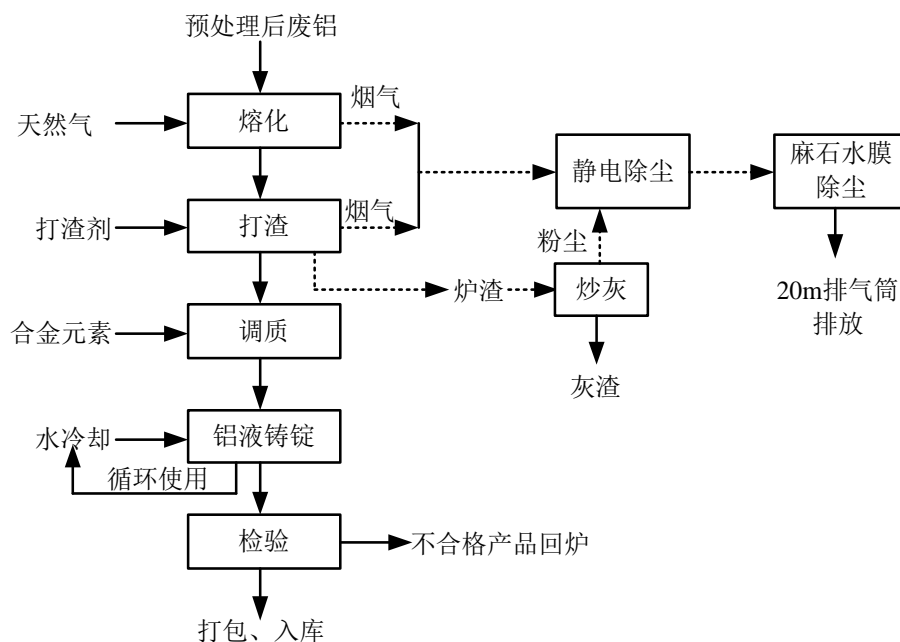 预处理后废铝
烟气
天然气
熔化
静电除尘
麻石水膜
除尘
打渣剂
打渣
烟气
粉尘
炉渣
炒灰
20m排气筒
排放
合金元素
调质
灰渣
水冷却
铝液铸锭
循环使用
检验
不合格产品回炉
打包、入库